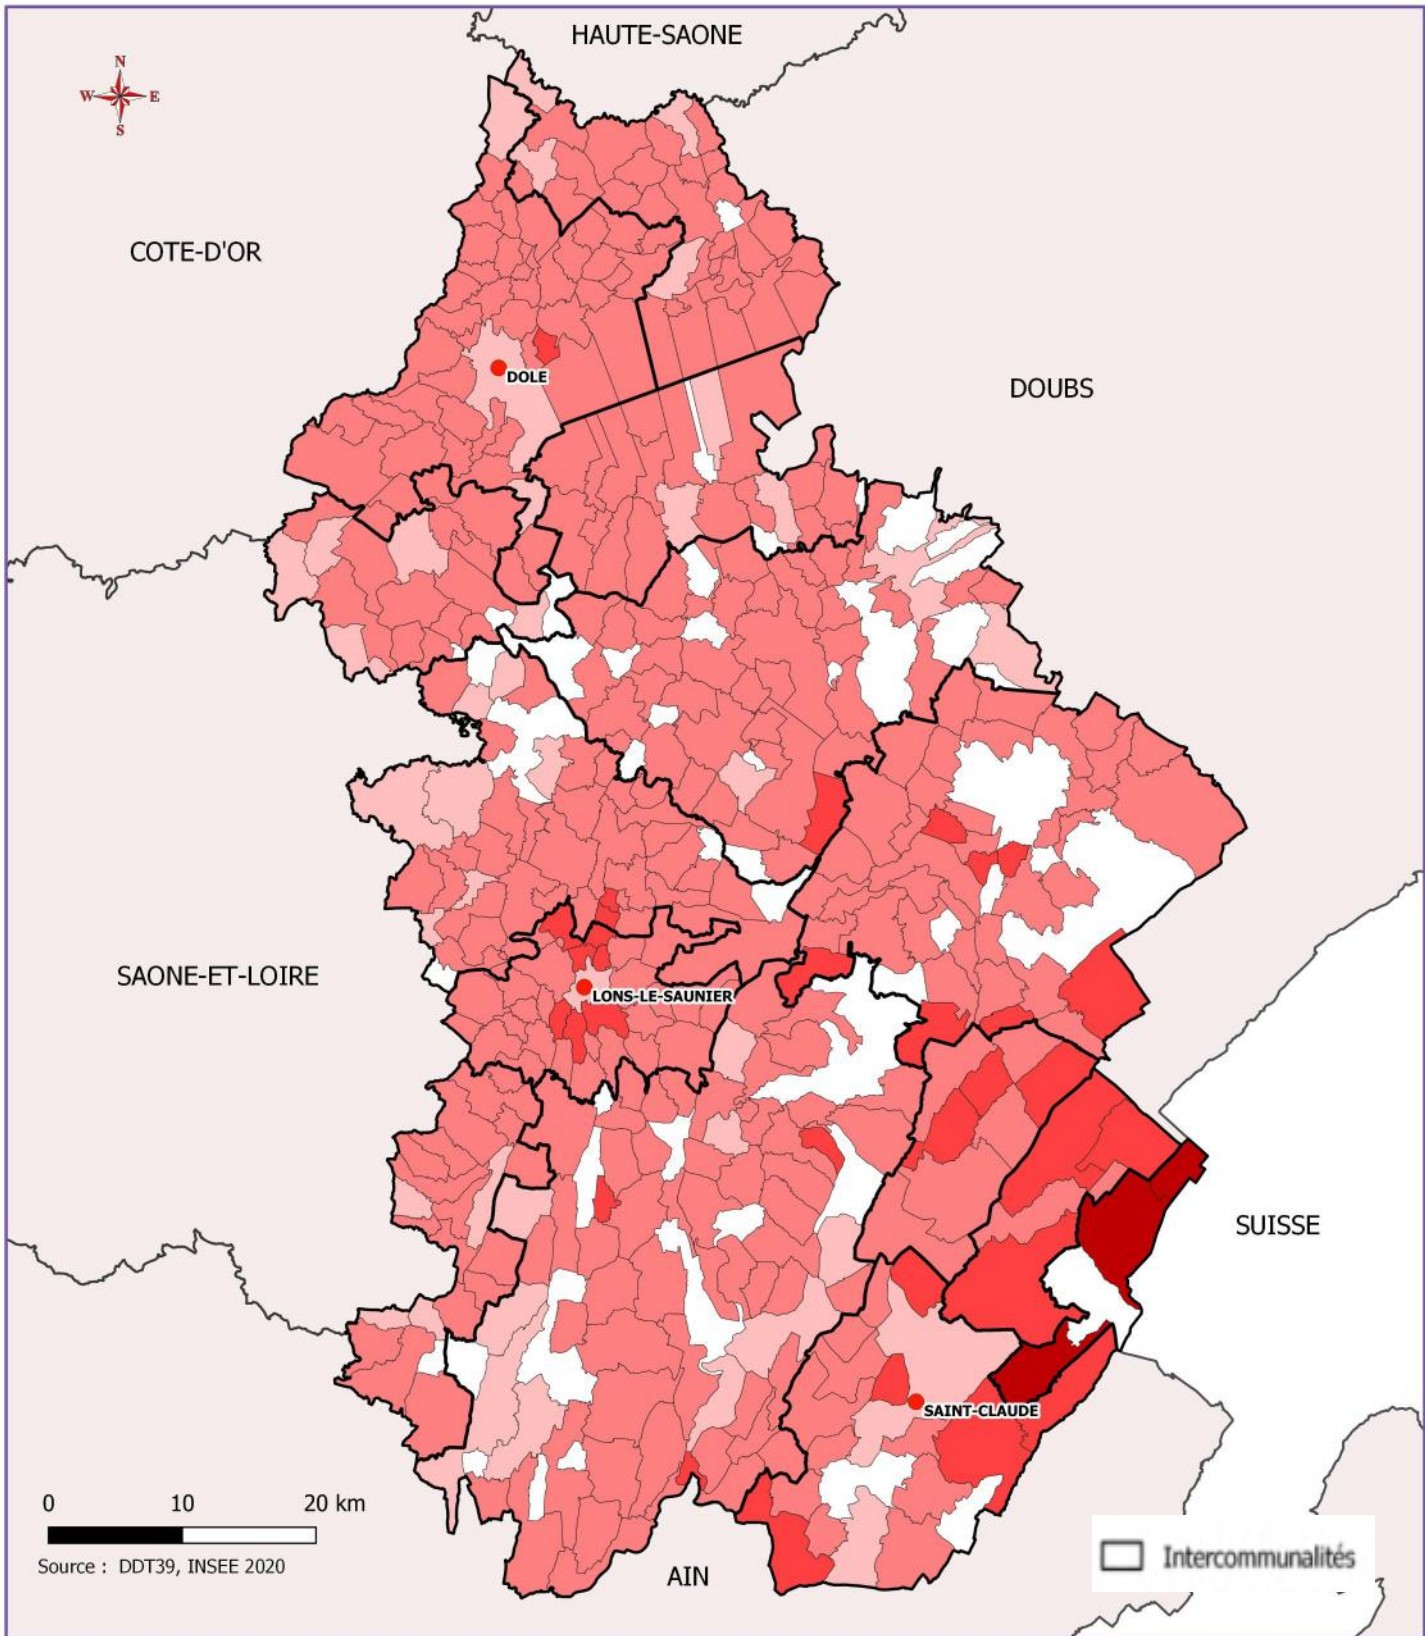 HAUTE-SAONE
N
W E
S
COTE-D'OR
DOLE
DOUBS
SAONE-ET-LOIRE
LONS-LE-SAUNIER
SUISSE
SAINT-CLAUDE
0 10 20 km
Source : DDT39, INSEE 2020
AIN
Intercommunalités